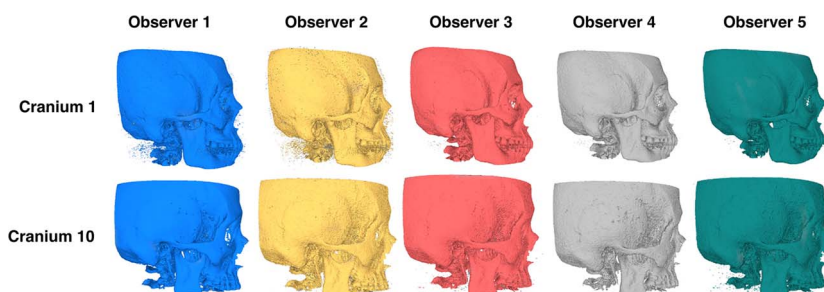 Observer 1 Observer 2 Observer 3 Observer 4 Observer 5
Cranium 1
Cranium 10